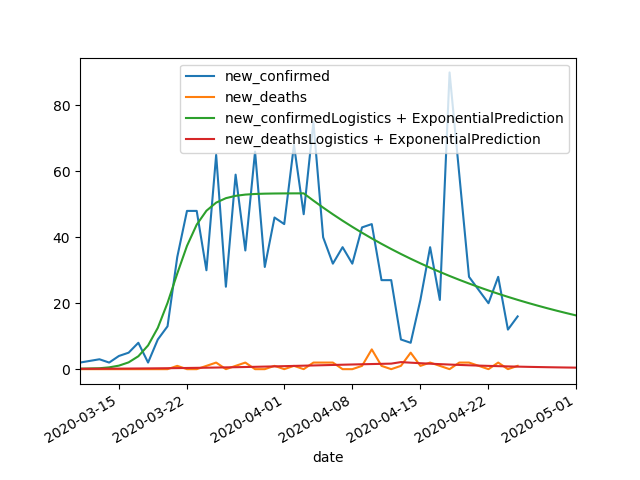 new_confirmed
new_deaths
new_confirmedLogistics + ExponentialPrediction
new_deathsLogistics + ExponentialPrediction
80
60
40
20
0
2020-03-15
2020-03-22
2020-04-01
2020-04-08
2020-04-15
2020-04-22
2020-05-01
date